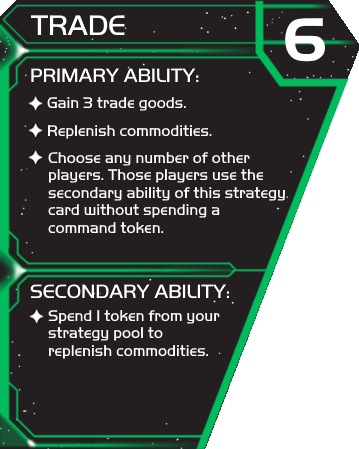 TRADE
6
PRIMARY ABILITY:
Gain 3 trade goods.
Replenish commodities.
Choose any number of other
players. Those players use the
secondary ability of this strategy
card without spending a
command token.
SECONDARY ABILITY:
Spend 1 token from your
strategy pool to
replenish commodities.